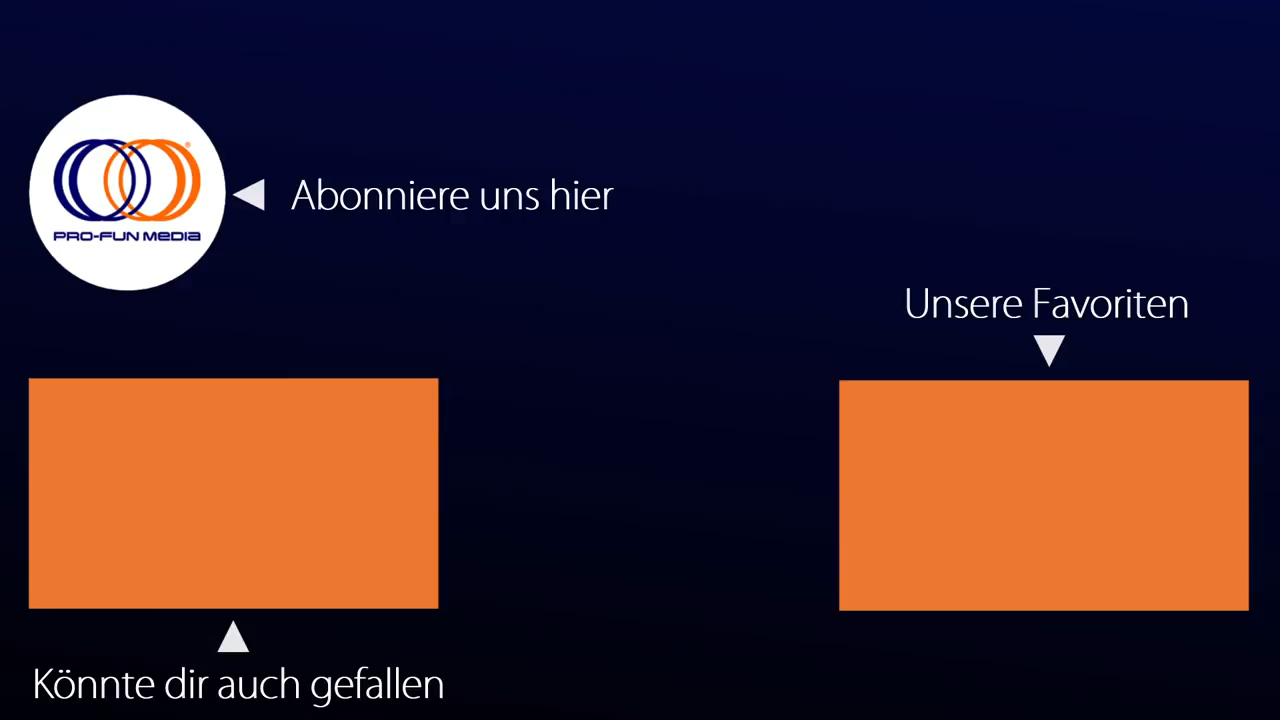 PRO-FUN MEDIA
Abonniere uns hier
Unsere Favoriten
Könnte dir auch gefallen